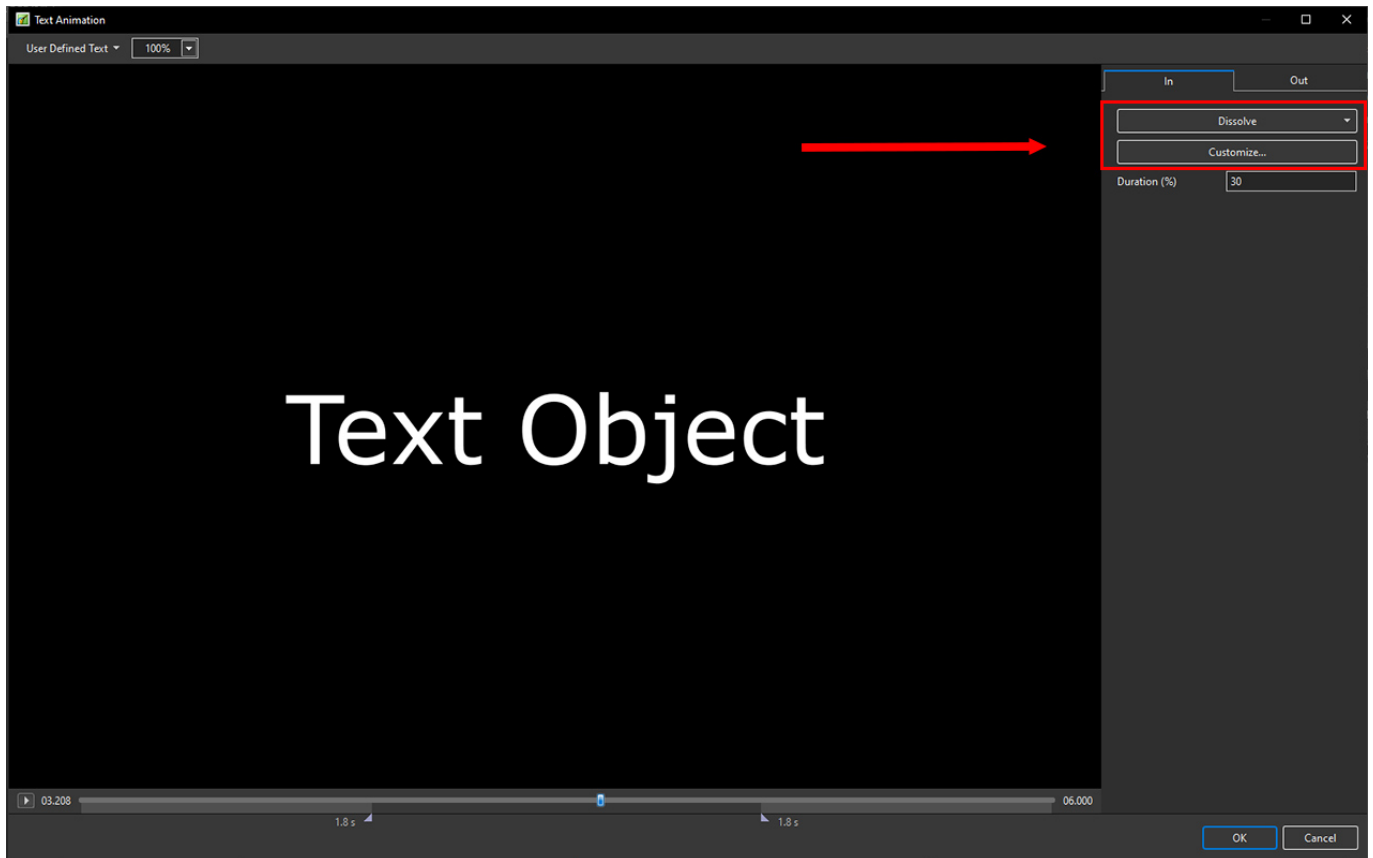 Text Animation
User Defined Text 100%
In Out
Dissolve
Customize...
Duration (%) 30
Text Object
03.208 06.000
1.8 s 1.8 s
OK Cancel